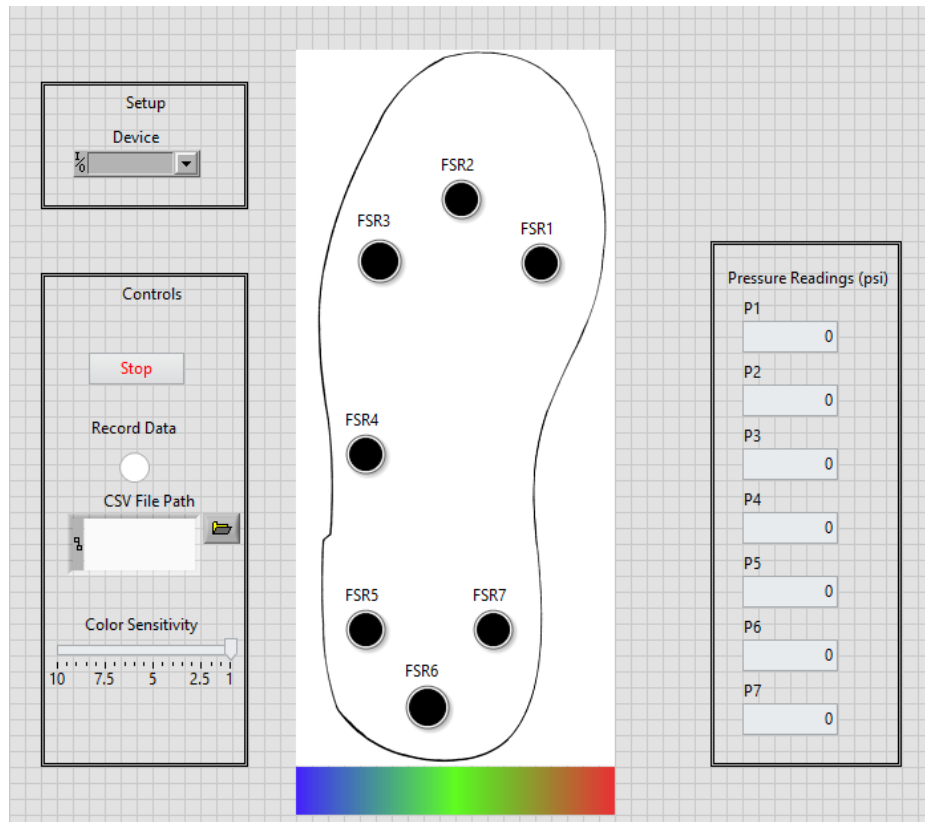 Setup
Device
I/O
Controls
Stop
Record Data
CSV File Path
Color Sensitivity
10 7.5 5 2.5 1
FSR2
FSR3
FSR1
FSR4
FSR5
FSR7
FSR6
Pressure Readings (psi)
P1
0
P2
0
P3
0
P4
0
P5
0
P6
0
P7
0